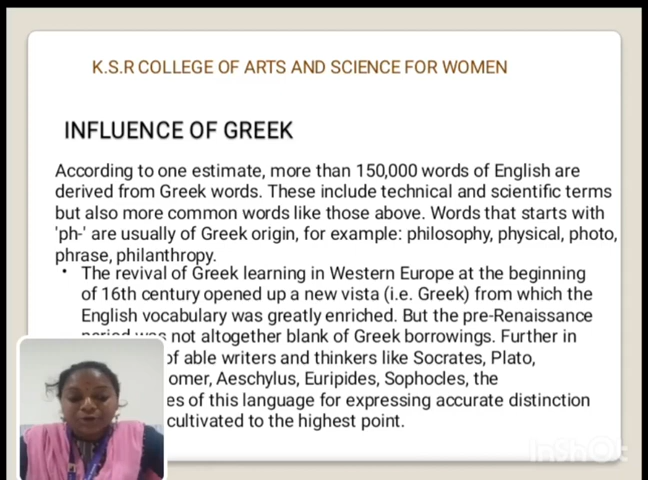 K.S.R COLLEGE OF ARTS AND SCIENCE FOR WOMEN
INFLUENCE OF GREEK
According to one estimate, more than 150,000 words of English are
derived from Greek words. These include technical and scientific terms
but also more common words like those above. Words that starts with
'ph-' are usually of Greek origin, for example: philosophy, physical, photo,
phrase, philanthropy.
• The revival of Greek learning in Western Europe at the beginning
of 16th century opened up a new vista (i.e. Greek) from which the
English vocabulary was greatly enriched. But the pre-Renaissance
period was not altogether blank of Greek borrowings. Further in
of able writers and thinkers like Socrates, Plato,
omer, Aeschylus, Euripides, Sophocles, the
es of this language for expressing accurate distinction
cultivated to the highest point.
InShOt